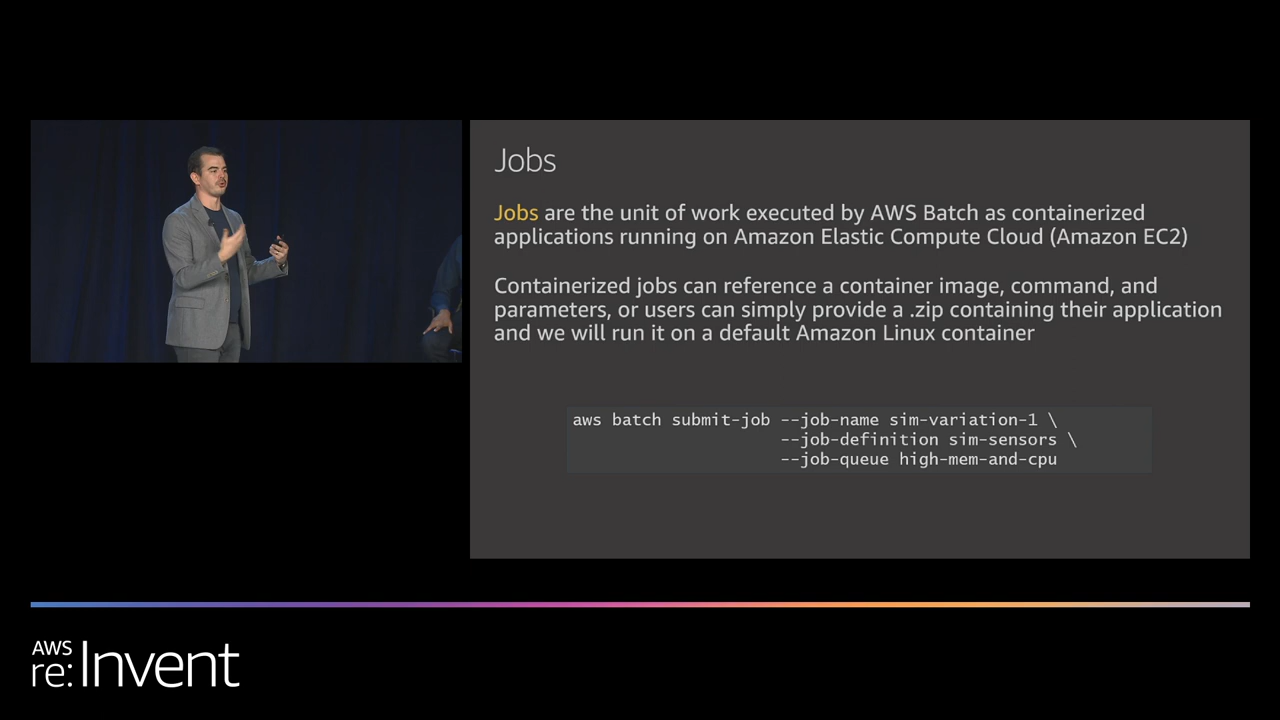 Jobs
Jobs are the unit of work executed by AWS Batch as containerized
applications running on Amazon Elastic Compute Cloud (Amazon EC2)
Containerized jobs can reference a container image, command, and
parameters, or users can simply provide a .zip containing their application
and we will run it on a default Amazon Linux container
aws batch submit-job --job-name sim-variation-1 \
--job-definition sim-sensors \
--job-queue high-mem-and-cpu
AWS
re:Invent